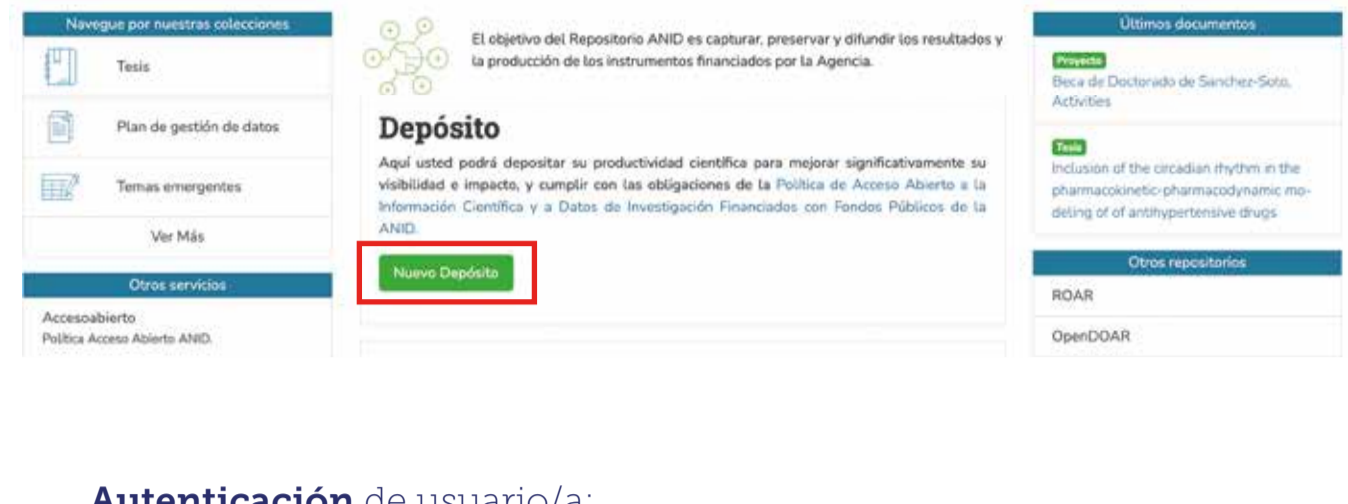 Navegue por nuestras colecciones
Tesis
Plan de gestión de datos
Temas emergentes
Ver Más
Otros servicios
Accesoabierto
Política Acceso Abierto ANID.
El objetivo del Repositorio ANID es capturar, preservar y difundir los resultados y
la producción de los instrumentos financiados por la Agencia.
Depósito
Aquí usted podrá depositar su productividad científica para mejorar significativamente su
visibilidad e impacto, y cumplir con las obligaciones de la Política de Acceso Abierto a la
Información Científica y a Datos de Investigación Financiados con Fondos Públicos de la
ANID.
Nuevo Depósito
Últimos documentos
Proyecto
Beca de Doctorado de Sanchez-Soto,
Activities
Tesis
Inclusion of the circadian rhythm in the
pharmacokinetic-pharmacodynamic mo-
deling of of antihypertensive drugs
Otros repositorios
ROAR
OpenDOAR
Autenticación de usuario/a: